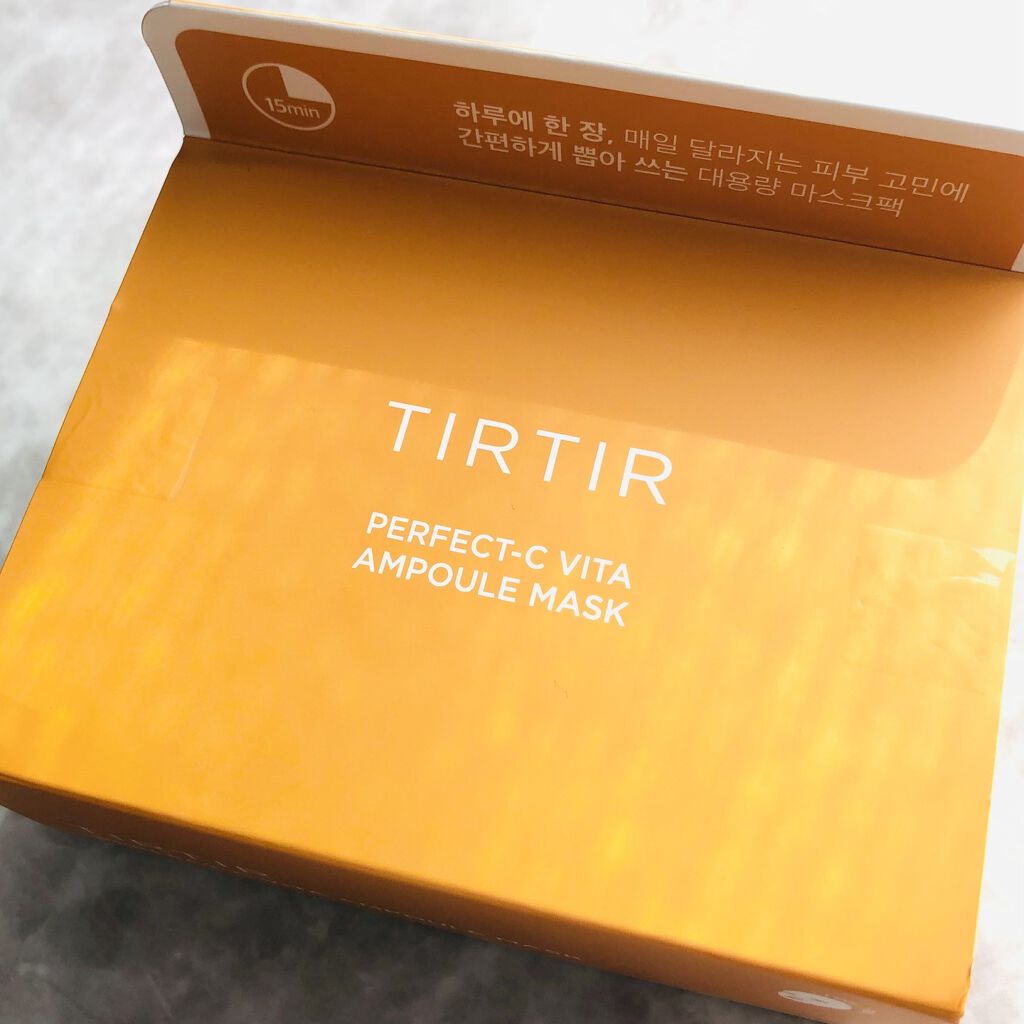 15min
하루에 한 장, 매일 달라지는 피부 고민에
간편하게 뽑아 쓰는 대용량 마스크팩
TIRTIR
PERFECT-C VITA
AMPOULE MASK